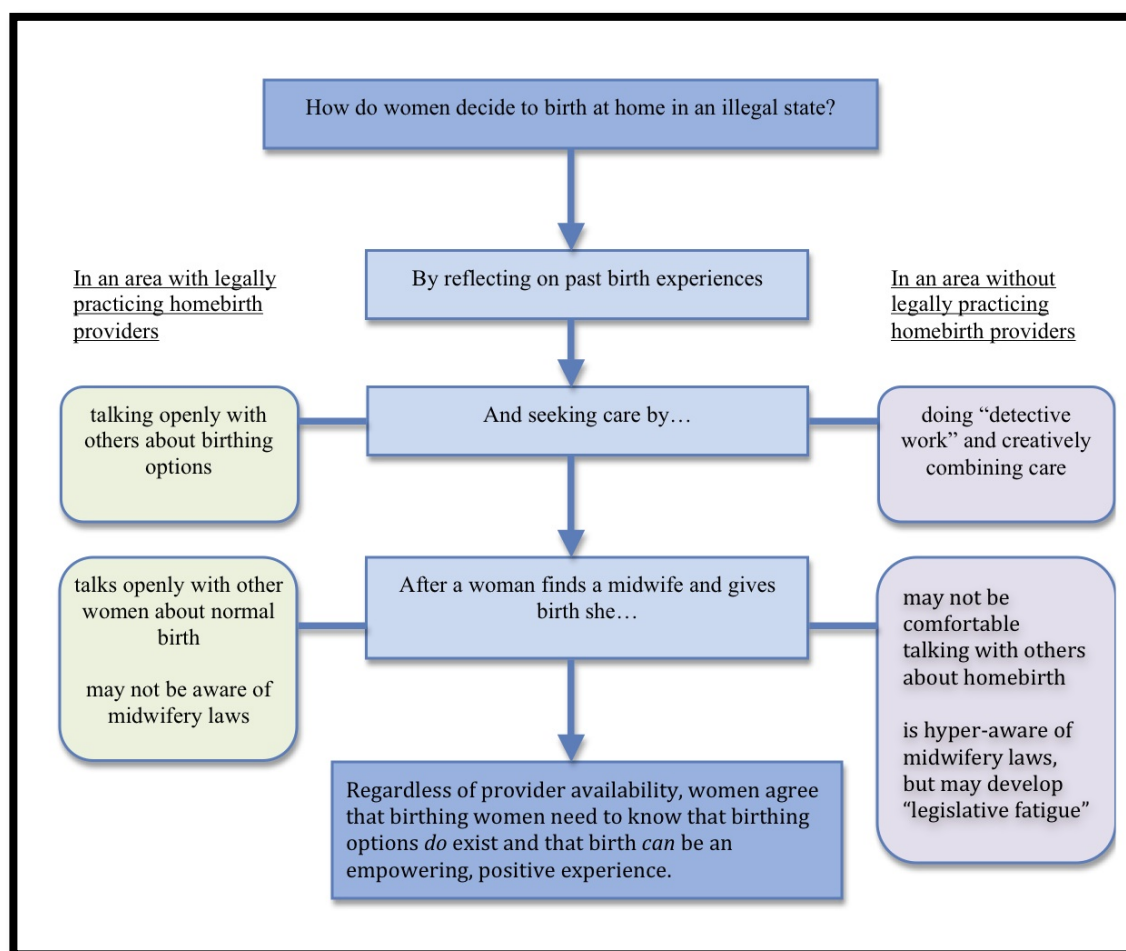 How do women decide to birth at home in an illegal state?
By reflecting on past birth experiences
In an area with legally
practicing homebirth
providers
In an area without
legally practicing
homebirth providers
talking openly with
others about birthing
options
And seeking care by…
doing “detective
work” and creatively
combining care
talks openly with other
women about normal
birth
may not be aware of
midwifery laws
After a woman finds a midwife and gives
birth she…
may not be
comfortable
talking with others
about homebirth
is hyper-aware of
midwifery laws,
but may develop
“legislative fatigue”
Regardless of provider availability, women agree
that birthing women need to know that birthing
options do exist and that birth can be an
empowering, positive experience.